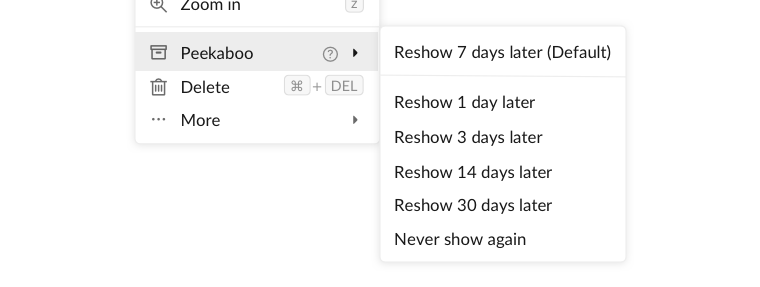 Zoom in z
Peekaboo ? Reshow 7 days later (Default)
Delete ⌘ + DEL
More
Reshow 1 day later
Reshow 3 days later
Reshow 14 days later
Reshow 30 days later
Never show again